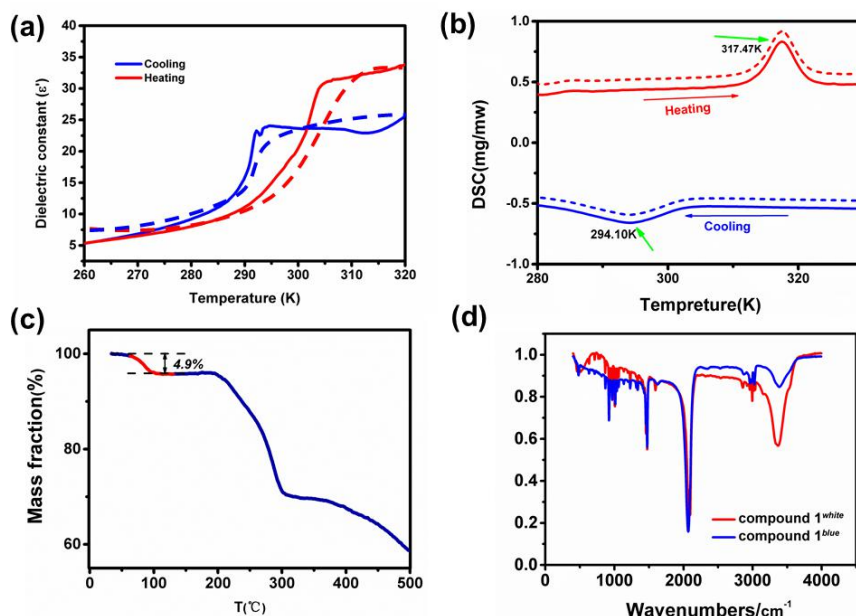 (a)
Dielectric constant (ε')
40
35
30
25
20
15
10
5
Cooling
Heating
260 270 280 290 300 310 320
Temperature (K)
(b)
DSC(mg/mw)
1.0
0.5
0.0
-0.5
-1.0
317.47K
Heating
294.10K
Cooling
280 300 320
Tempreture(K)
(c)
Mass fraction(%)
100
80
60
4.9%
0 100 200 300 400 500
T(℃)
(d)
1.0
0.8
0.6
0.4
0.2
0.0
compound 1white
compound 1blue
0 1000 2000 3000 4000
Wavenumbers/cm-1